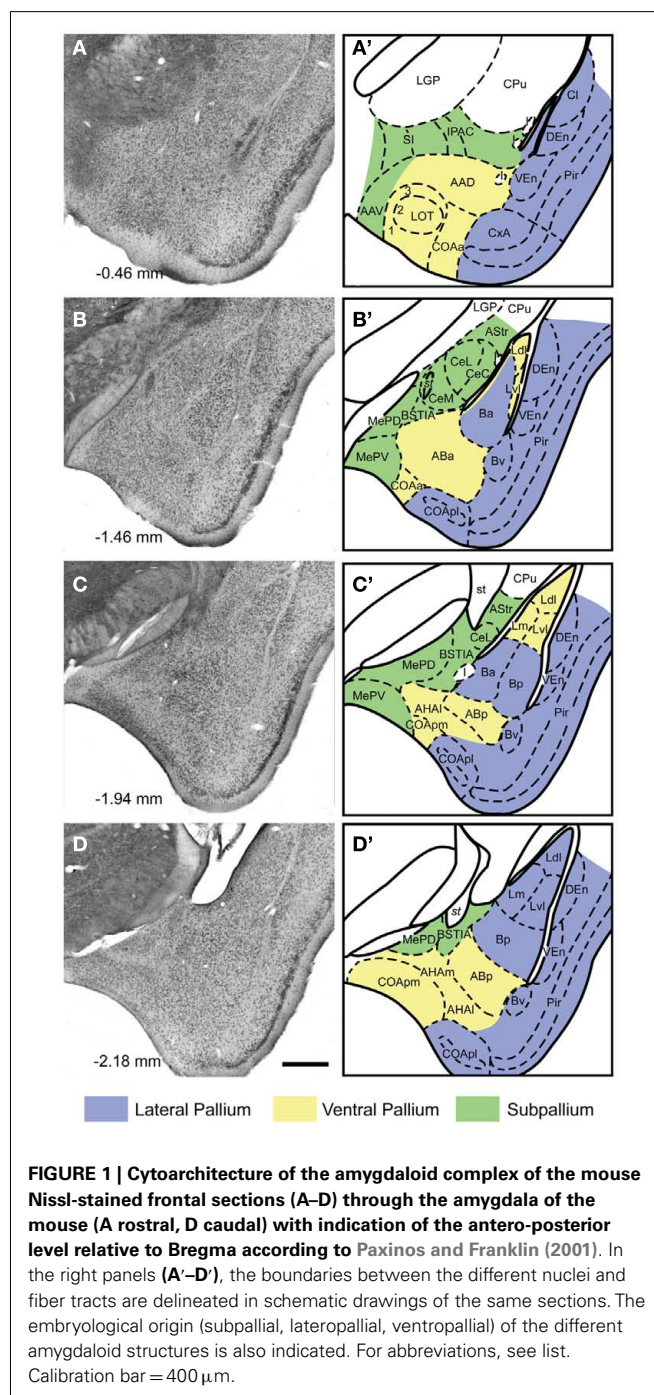 A
-0.46 mm
A'
LGP
CPu
Cl
DEn
SI
IPAC
I
I
AAD
VEn
Pir
AAV
3
2
1
LOT
CxA
COAa
B
-1.46 mm
B'
LGP
CPu
AStr
CeL
CeC
Ldl
DEn
st
CeM
Lvl
MePD
BSTIA
Ba
VEn
MePV
ABa
Bv
Pir
COAa
COApl
C
-1.94 mm
C'
st
CPu
AStr
Ldl
CeL
Lm
Lvl
DEn
BSTIA
MePD
I
Ba
Bp
VEn
MePV
AHAl
ABp
Pir
COApm
Bv
COApl
D
-2.18 mm
D'
Ldl
st
Lm
Lvl
DEn
MePD
BSTIA
Bp
VEn
COApm
AHAm
ABp
Bv
Pir
AHAl
COApl
Lateral Pallium Ventral Pallium Subpallium
FIGURE 1 | Cytoarchitecture of the amygdaloid complex of the mouse
Nissl-stained frontal sections (A–D) through the amygdala of the
mouse (A rostral, D caudal) with indication of the antero-posterior
level relative to Bregma according to Paxinos and Franklin (2001). In
the right panels (A′–D′), the boundaries between the different nuclei and
fiber tracts are delineated in schematic drawings of the same sections. The
embryological origin (subpallial, lateropallial, ventropallial) of the different
amygdaloid structures is also indicated. For abbreviations, see list.
Calibration bar = 400 μm.